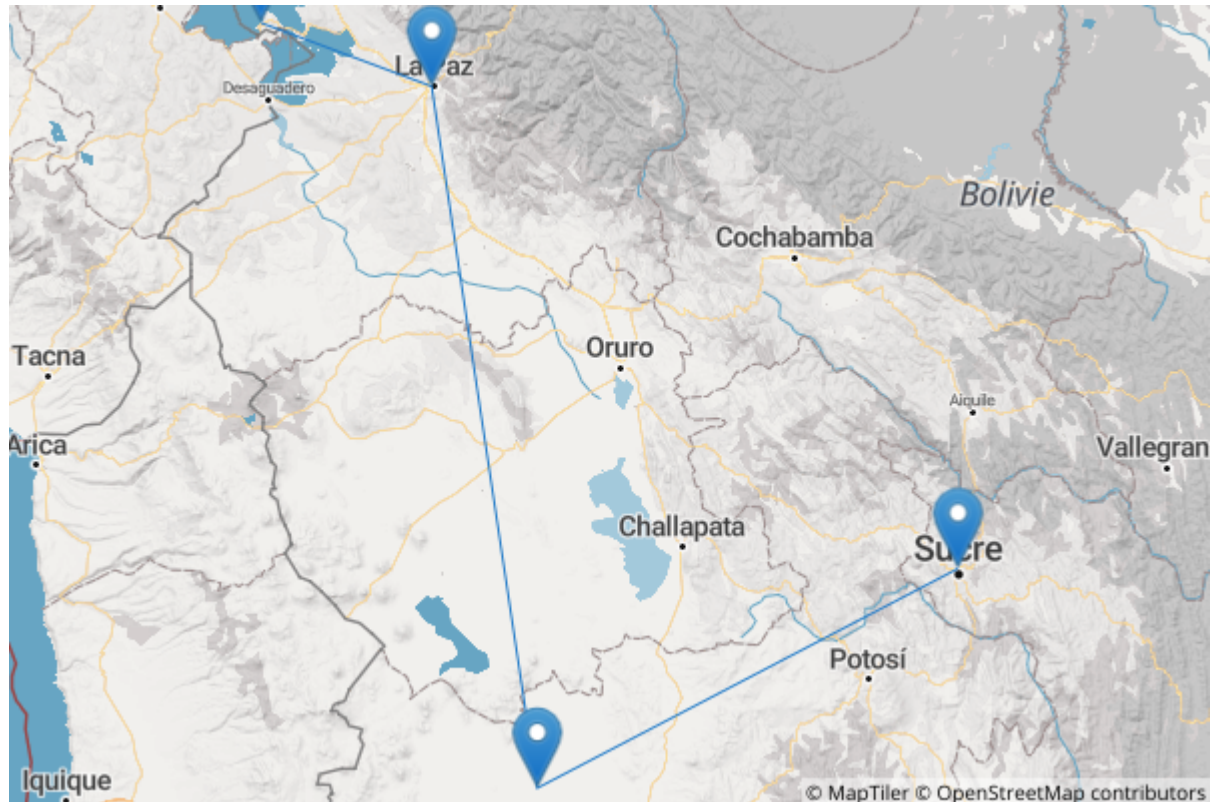 La Paz
Desaguadero
Bolivie
Cochabamba
Oruro
Tacna
Aiquile
Arica
Vallegran
Challapata
Sucre
Potosí
Iquique
© MapTiler © OpenStreetMap contributors